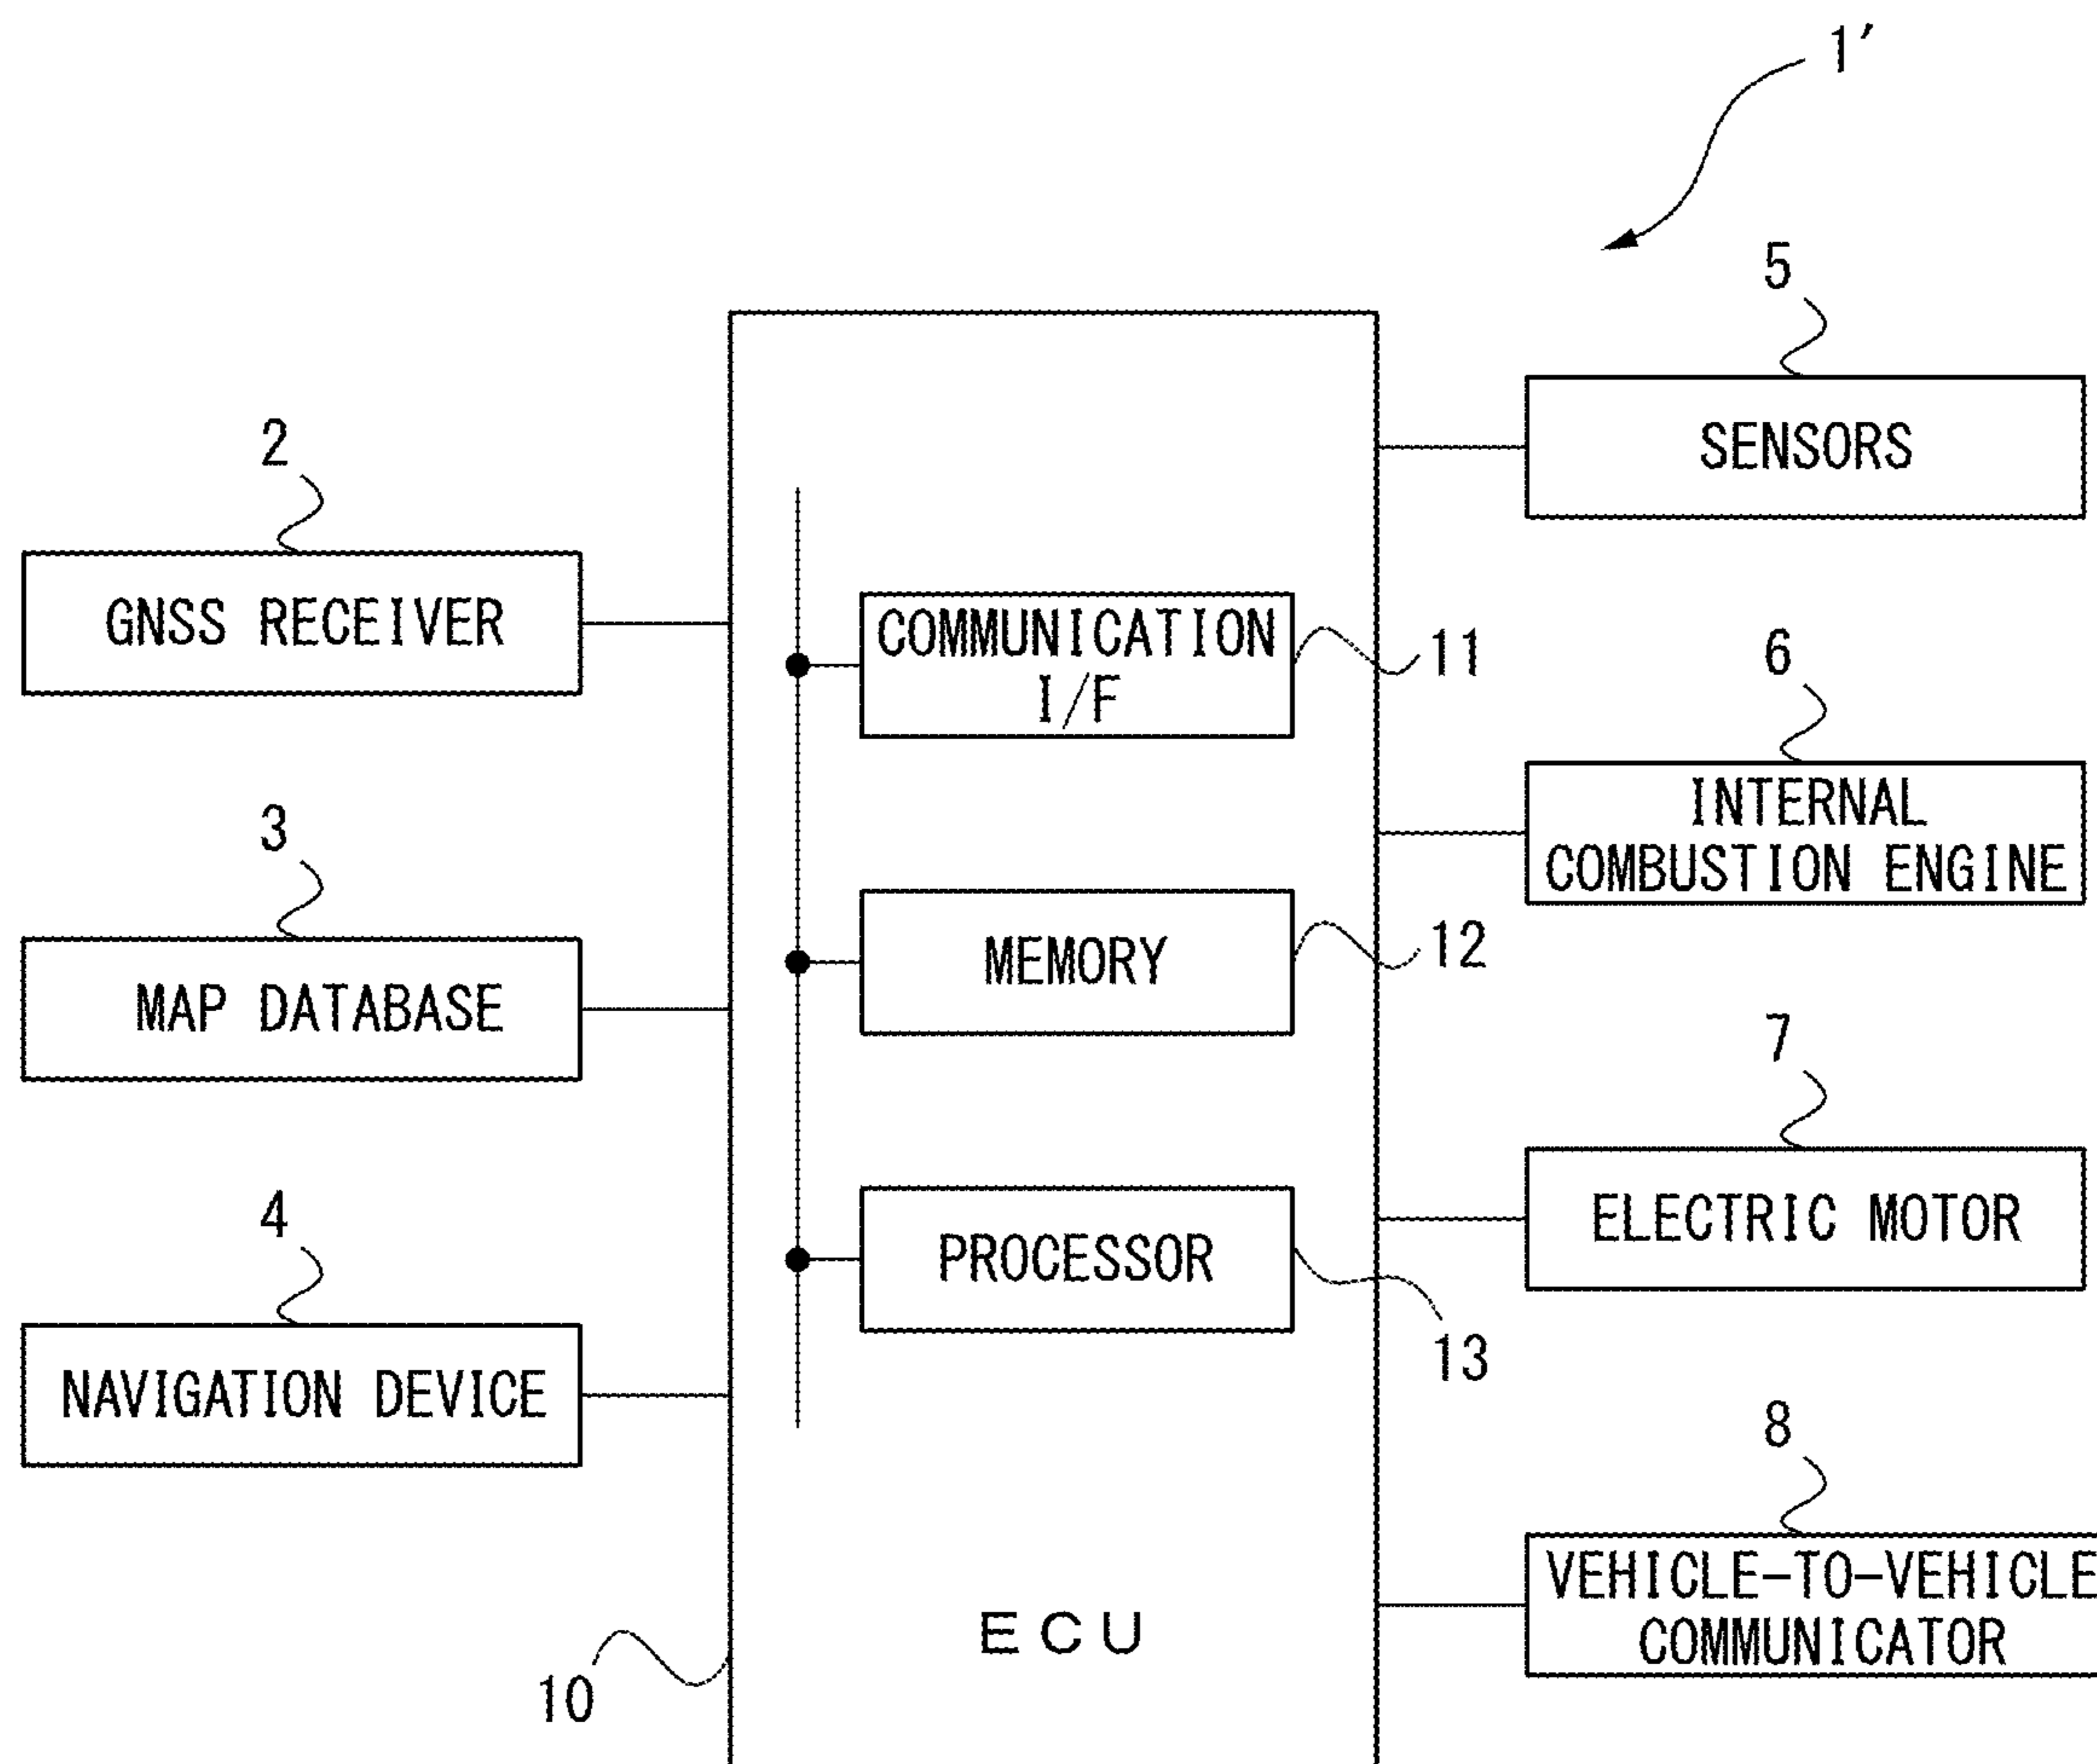 1′
5
SENSORS
2
GNSS RECEIVER
COMMUNICATION
I/F
11
6
INTERNAL
COMBUSTION ENGINE
3
MAP DATABASE
MEMORY
12
7
ELECTRIC MOTOR
4
NAVIGATION DEVICE
PROCESSOR
13
8
VEHICLE-TO-VEHICLE
COMMUNICATOR
ECU
10